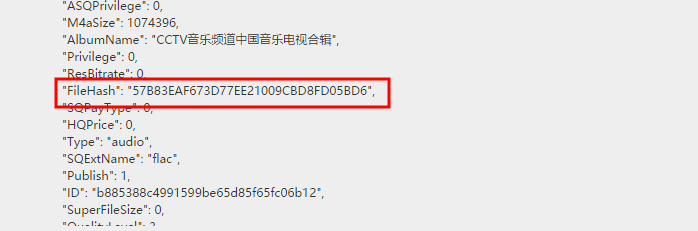 "ASQPrivilege": 0,
"M4aSize": 1074396,
"AlbumName": "CCTV音乐频道中国音乐电视合辑",
"Privilege": 0,
"ResBitrate": 0,
"FileHash": "57B83EAF673D77EE21009CBD8FD05BD6",
"SQPayType": 0,
"HQPrice": 0,
"Type": "audio",
"SQExtName": "flac",
"Publish": 1,
"ID": "b885388c4991599be65d85f65fc06b12",
"SuperFileSize": 0,
"QualityLevel": 3,